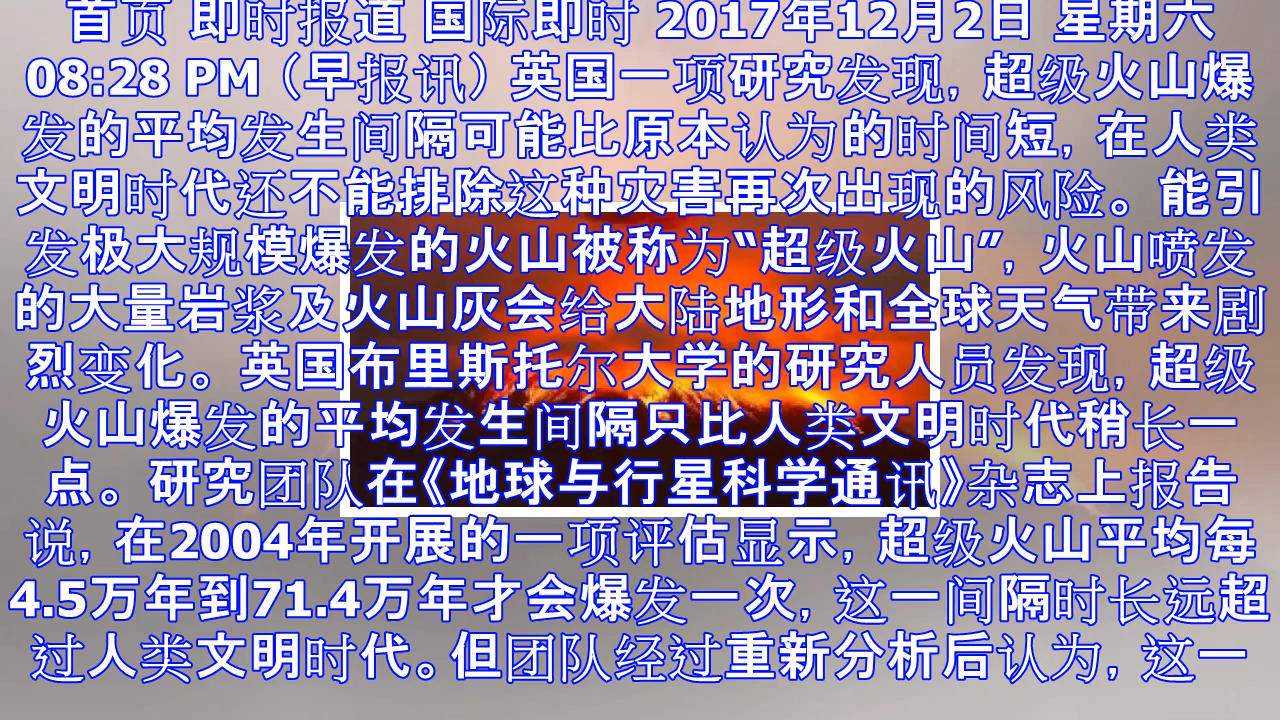 首页 即时报道 国际即时 2017年12月2日 星期六
08:28 PM（早报讯）英国一项研究发现, 超级火山爆
发的平均发生间隔可能比原本认为的时间短, 在人类
文明时代还不能排除这种灾害再次出现的风险。能引
发极大规模爆发的火山被称为“超级火山”, 火山喷发
的大量岩浆及火山灰会给大陆地形和全球天气带来剧
烈变化。英国布里斯托尔大学的研究人员发现, 超级
火山爆发的平均发生间隔只比人类文明时代稍长一
点。研究团队在《地球与行星科学通讯》杂志上报告
说, 在2004年开展的一项评估显示, 超级火山平均每
4.5万年到71.4万年才会爆发一次, 这一间隔时长远超
过人类文明时代。但团队经过重新分析后认为, 这一